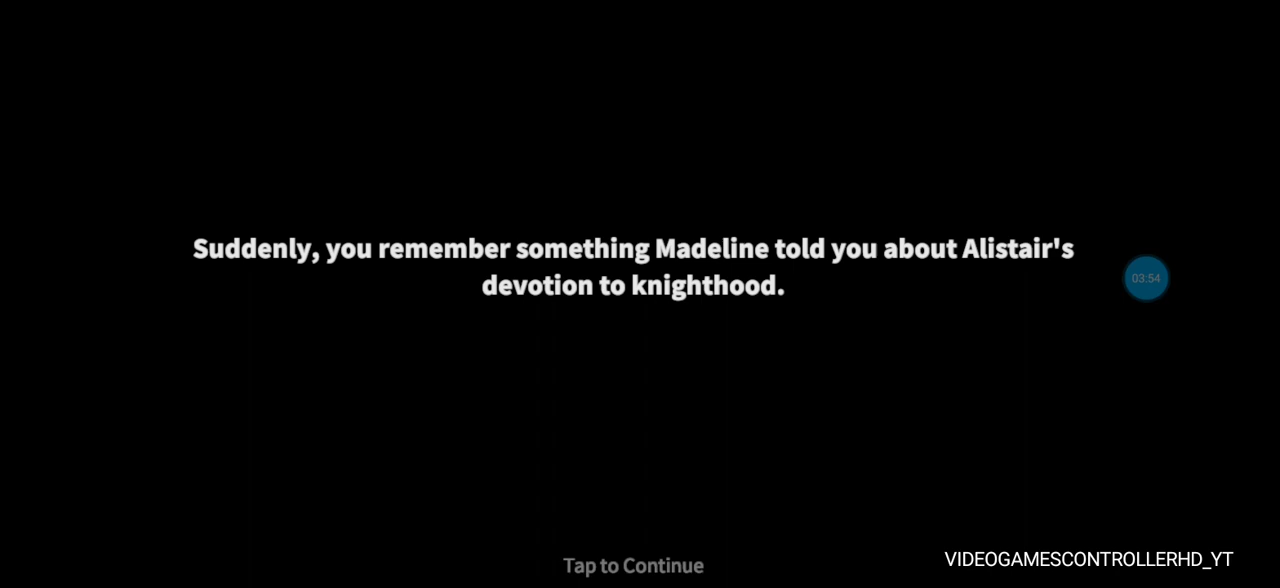 Suddenly, you remember something Madeline told you about Alistair's
devotion to knighthood.
03:54
Tap to Continue
VIDEOGAMESCONTROLLERHD_YT